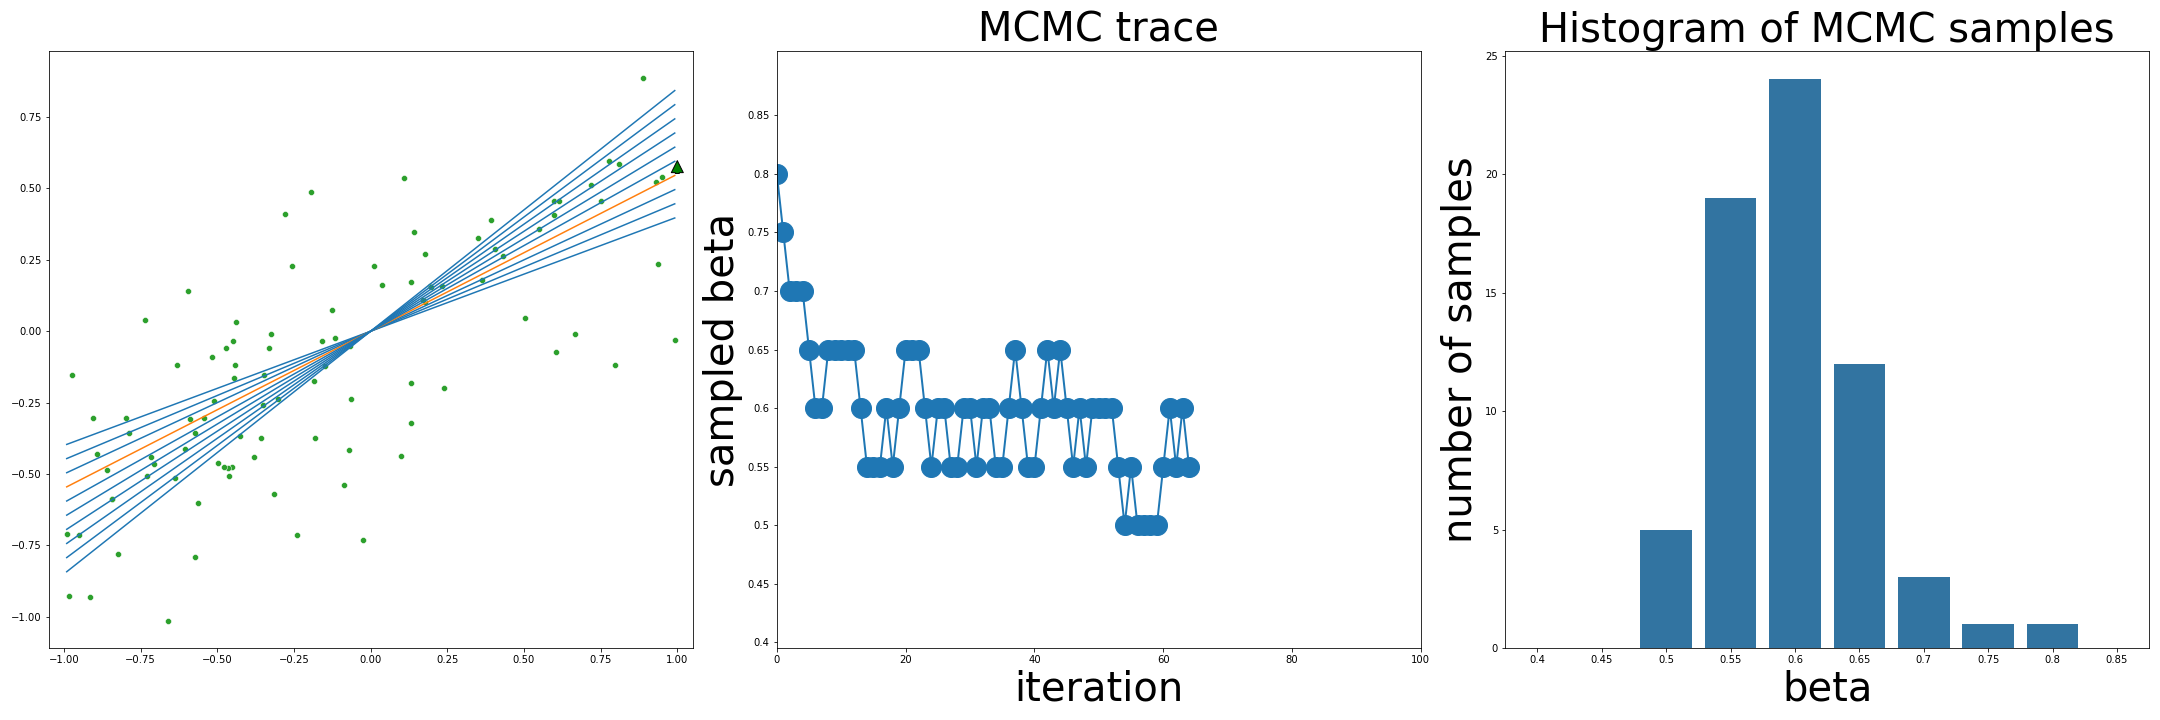 MCMC trace
Histogram of MCMC samples
0.75
0.50
0.25
0.00
−0.25
−0.50
−0.75
−1.00
−1.00 −0.75 −0.50 −0.25 0.00 0.25 0.50 0.75 1.00
sampled beta
0.85
0.8
0.75
0.7
0.65
0.6
0.55
0.5
0.45
0.4
0 20 40 60 80 100
iteration
number of samples
25
20
15
10
5
0
0.4 0.45 0.5 0.55 0.6 0.65 0.7 0.75 0.8 0.85
beta